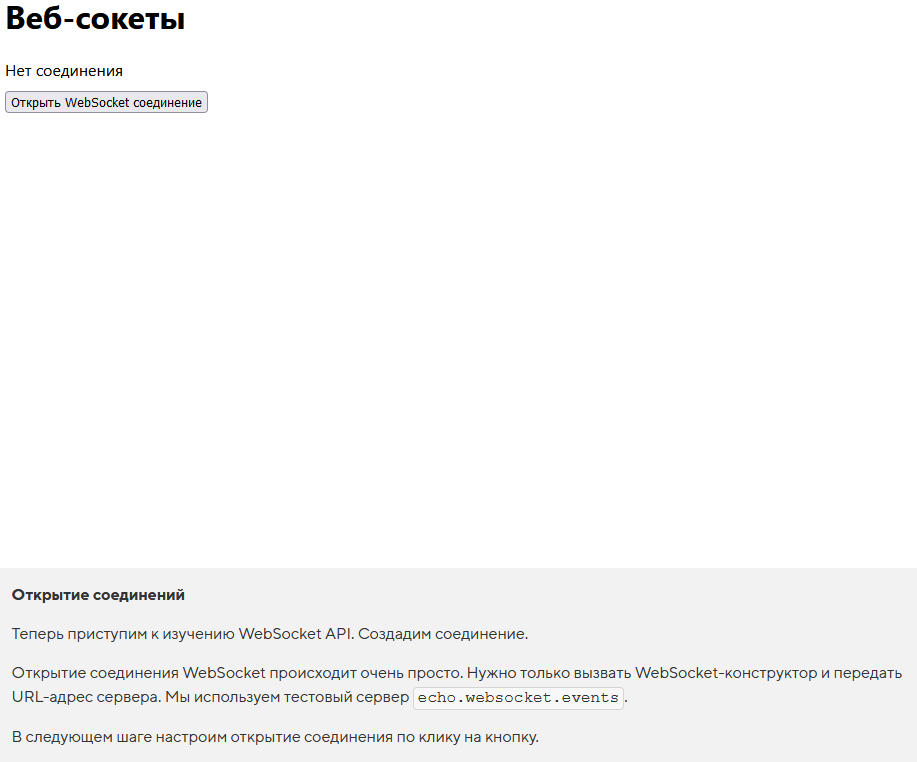 Веб-сокеты
Нет соединения
Открыть WebSocket соединение
Открытие соединений
Теперь приступим к изучению WebSocket API. Создадим соединение.
Открытие соединения WebSocket происходит очень просто. Нужно только вызвать WebSocket-конструктор и передать
URL-адрес сервера. Мы используем тестовый сервер echo.websocket.events.
В следующем шаге настроим открытие соединения по клику на кнопку.